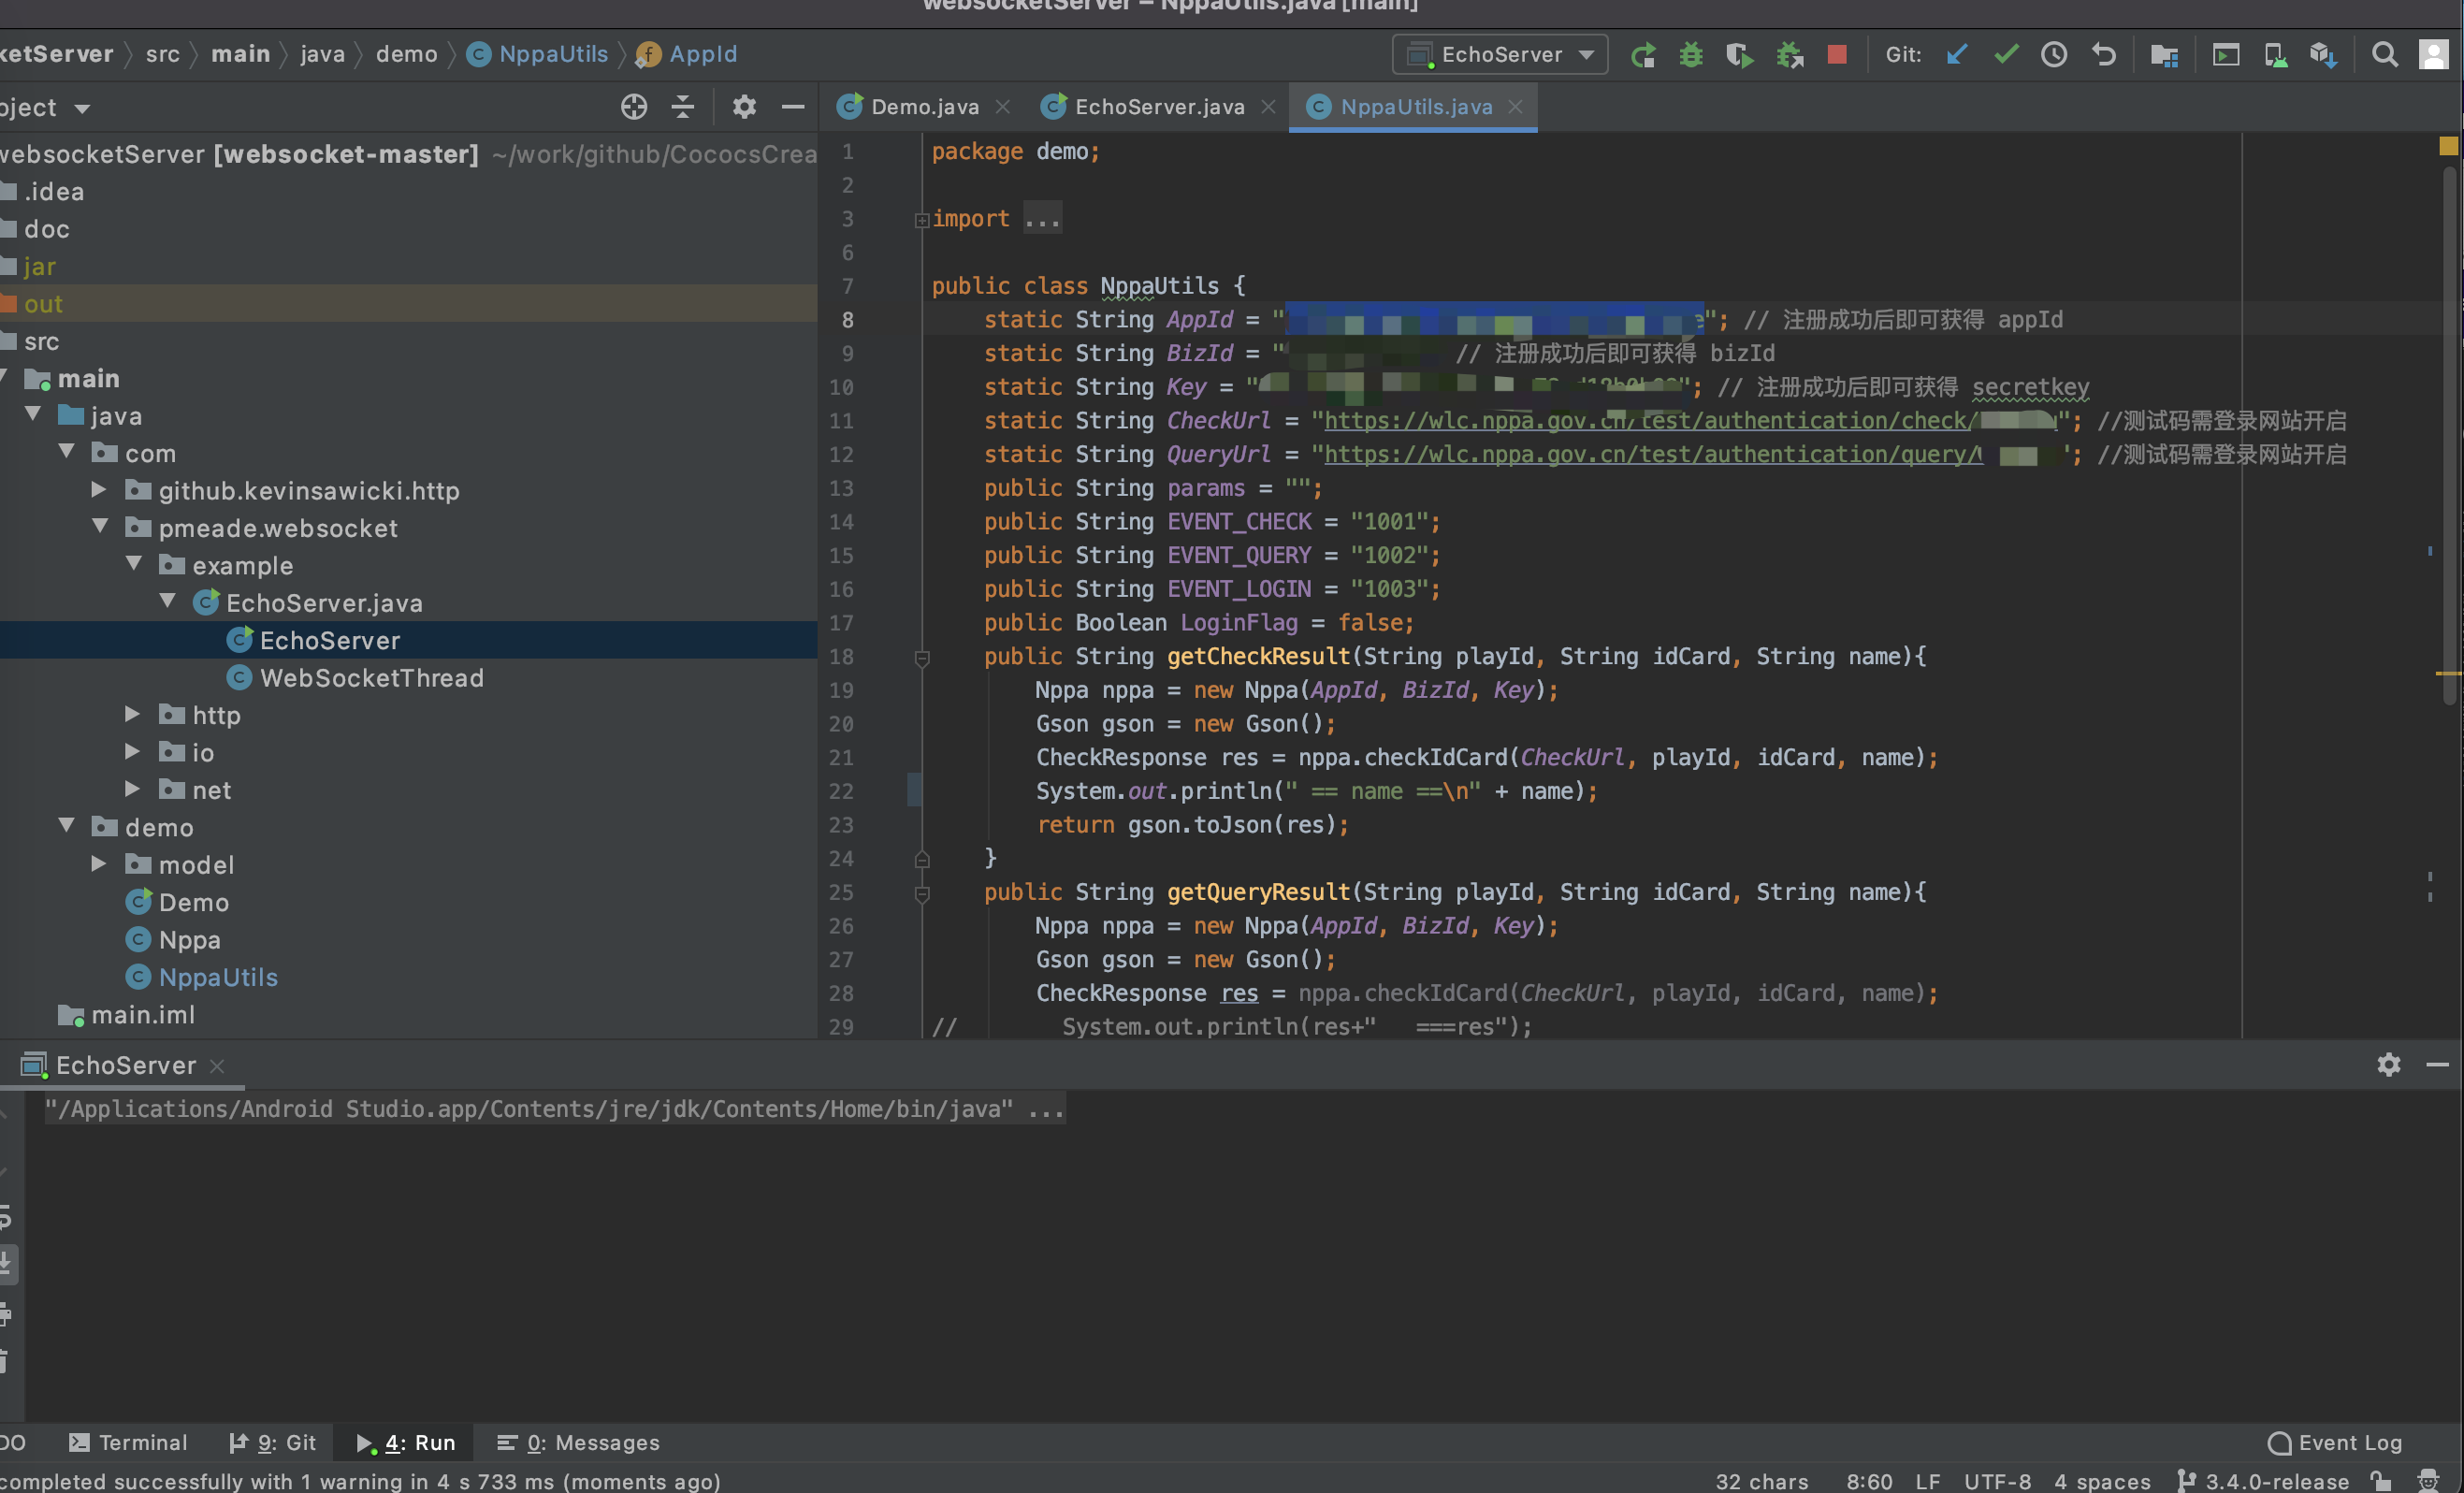 websocketServer – NppaUtils.java [main]
ketServer src main java demo NppaUtils AppId
EchoServer Git:
oject
Demo.java EchoServer.java NppaUtils.java
websocketServer [websocket-master] ~/work/github/CococsCrea
.idea
doc
jar
out
src
main
java
com
github.kevinsawicki.http
pmeade.websocket
example
EchoServer.java
EchoServer
WebSocketThread
http
io
net
demo
model
Demo
Nppa
NppaUtils
main.iml
1 package demo;
2
3 import ...
6
7 public class NppaUtils {
8 static String AppId = " e"; // 注册成功后即可获得 appId
9 static String BizId = " // 注册成功后即可获得 bizId
10 static String Key = " "; // 注册成功后即可获得 secretkey
11 static String CheckUrl = "https://wlc.nppa.gov.cn/test/authentication/check/ "; //测试码需登录网站开启
12 static String QueryUrl = "https://wlc.nppa.gov.cn/test/authentication/query/ '; //测试码需登录网站开启
13 public String params = "";
14 public String EVENT_CHECK = "1001";
15 public String EVENT_QUERY = "1002";
16 public String EVENT_LOGIN = "1003";
17 public Boolean LoginFlag = false;
18 public String getCheckResult(String playId, String idCard, String name){
19 Nppa nppa = new Nppa(AppId, BizId, Key);
20 Gson gson = new Gson();
21 CheckResponse res = nppa.checkIdCard(CheckUrl, playId, idCard, name);
22 System.out.println(" == name ==\n" + name);
23 return gson.toJson(res);
24 }
25 public String getQueryResult(String playId, String idCard, String name){
26 Nppa nppa = new Nppa(AppId, BizId, Key);
27 Gson gson = new Gson();
28 CheckResponse res = nppa.checkIdCard(CheckUrl, playId, idCard, name);
29 // System.out.println(res+" ===res");
EchoServer
"/Applications/Android Studio.app/Contents/jre/jdk/Contents/Home/bin/java" ...
DO Terminal 9: Git 4: Run 0: Messages Event Log
completed successfully with 1 warning in 4 s 733 ms (moments ago) 32 chars 8:60 LF UTF-8 4 spaces 3.4.0-release